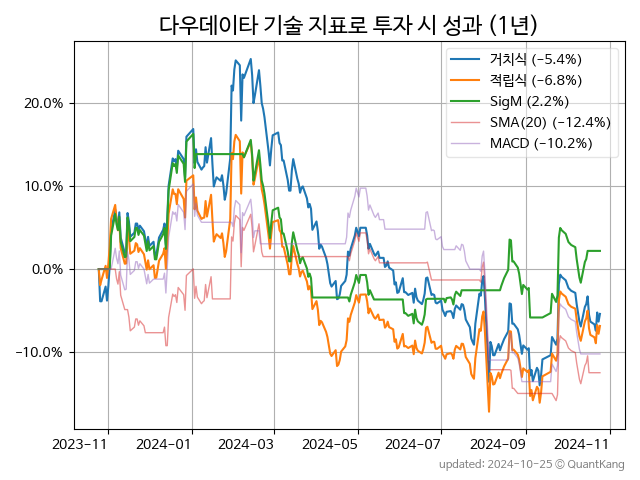 다우데이타 기술 지표로 투자 시 성과 (1년)
거치식 (−5.4%)
적립식 (−6.8%)
SigM (2.2%)
SMA(20) (−12.4%)
MACD (−10.2%)
20.0%
10.0%
0.0%
−10.0%
2023-11 2024-01 2024-03 2024-05 2024-07 2024-09 2024-11
updated: 2024-10-25 © QuantKang